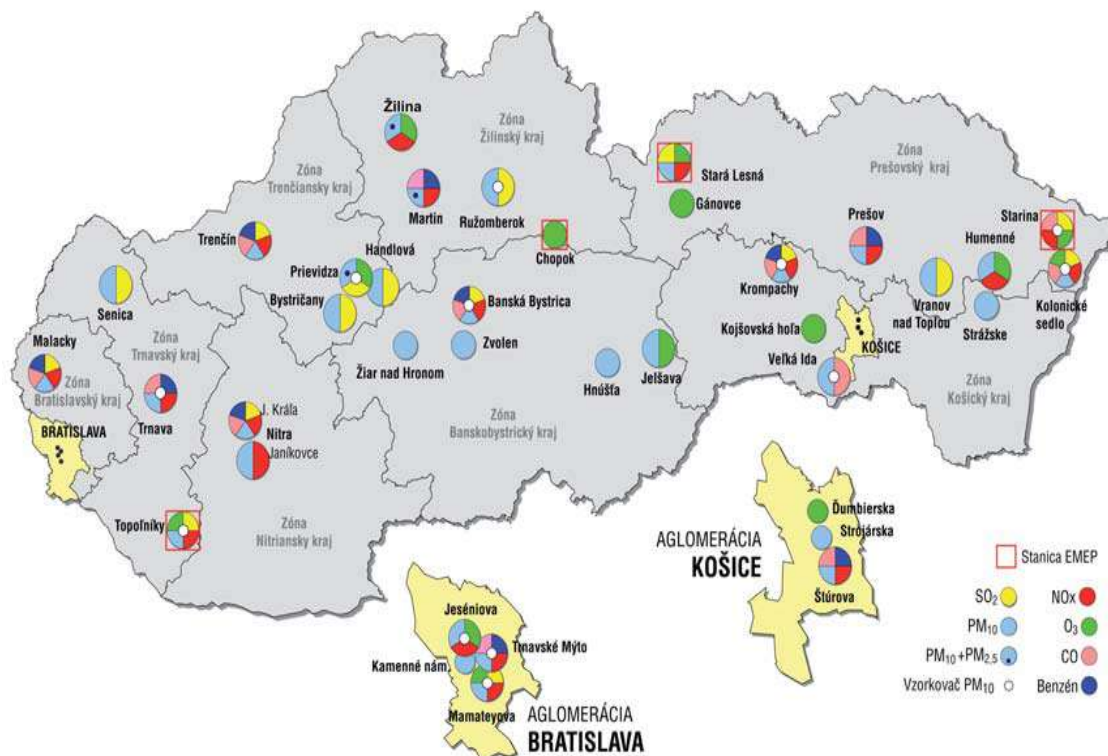 Žilina
Zóna
Žilinský kraj
Zóna
Trenčiansky kraj
Martin
Ružomberok
Stará Lesná
Zóna
Prešovský kraj
Gánovce
Trenčín
Handlová
Chopok
Prešov
Starina
Humenné
Prievidza
Bystričany
Senica
Banská Bystrica
Krompachy
Vranov
nad Topľou
Kolonické
sedlo
Strážske
Zóna
Trnavský kraj
Malacky
Zóna
Bratislavský kraj
Žiar nad Hronom
Zvolen
Kojšovská hoľa
KOŠICE
Veľká Ida
Hnúšťa
Jelšava
Zóna
Košický kraj
Trnava
J. Kráľa
Nitra
Janíkovce
Zóna
Banskobystrický kraj
BRATISLAVA
Topoľníky
Zóna
Nitriansky kraj
AGLOMERÁCIA
KOŠICE
Ďumbierska
Strojárska
Štúrova
Jeséniova
Trnavské Mýto
Kamenné nám.
Mamateyova
AGLOMERÁCIA
BRATISLAVA
Stanica EMEP
SO2 NOx
PM10 O3
PM10+PM2,5 CO
Vzorkovač PM10 Benzén